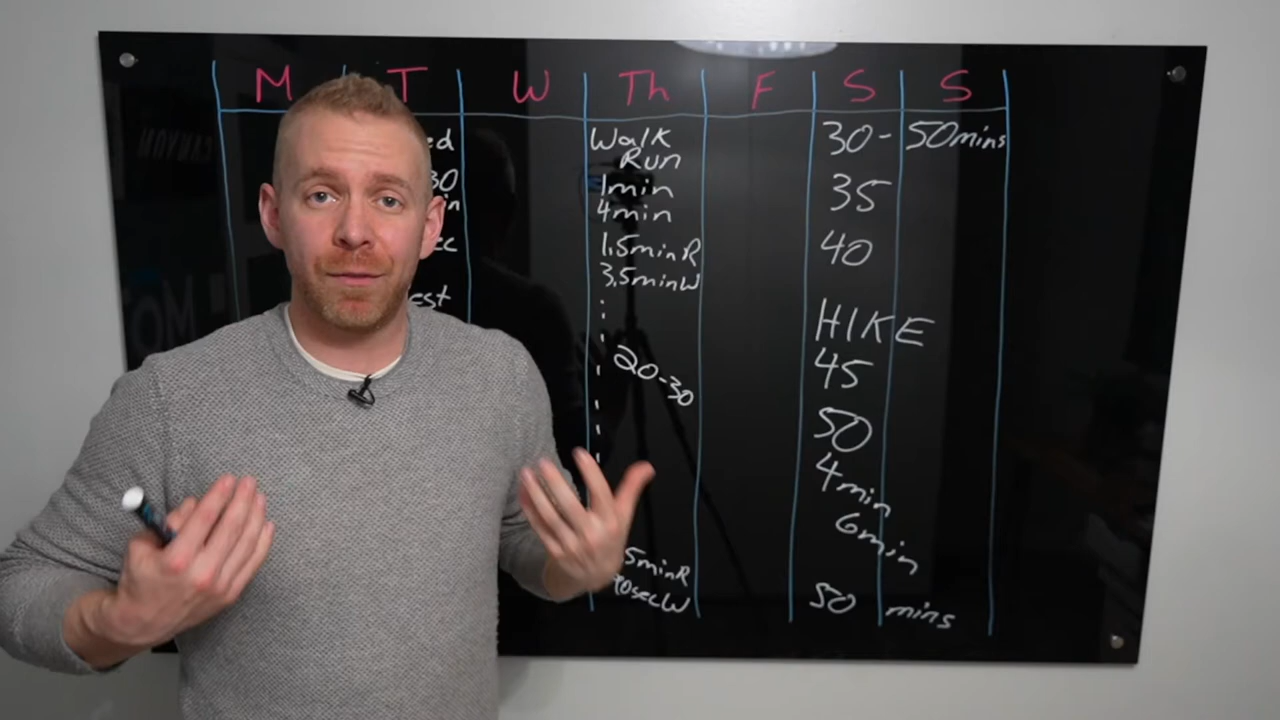 M T W Th F S S
Walk
Run
1min
4min
1.5minR
3.5minW
20-30
5minR
30- 50mins
35
40
HIKE
45
50
4min
6min
50 mins